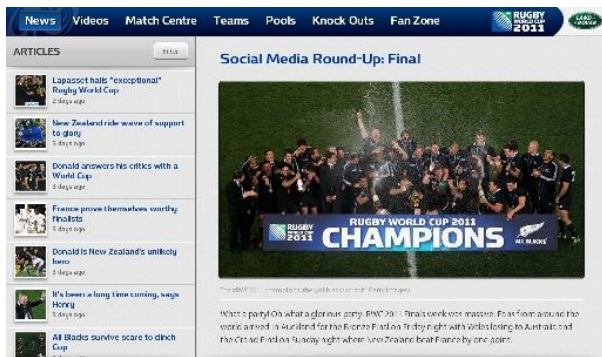 News Videos Match Centre Teams Pools Knock Outs Fan Zone
RUGBY
WORLD CUP
2011
LAND-
ROVER
ARTICLES
Lapasset hails "exceptional"
Rugby World Cup
2 days ago
New Zealand ride wave of support
to glory
3 days ago
Donald answers his critics with a
World Cup
3 days ago
France prove themselves worthy
finalists
3 days ago
Donald is New Zealand's unlikely
hero
3 days ago
It's been a long time coming, says
Henry
3 days ago
All Blacks survive scare to clinch
Cup
Social Media Round-Up: Final
RUGBY
WORLD CUP
2011
RUGBY WORLD CUP 2011
CHAMPIONS
ALL BLACKS
What a party! Oh what a glorious party. RWC 2011 Finals week was massive. Fans from around the
world arrived in Auckland for the Bronze Final on Friday night with Wales losing to Australia and
the Grand Final on Sunday night where New Zealand beat France by one point.